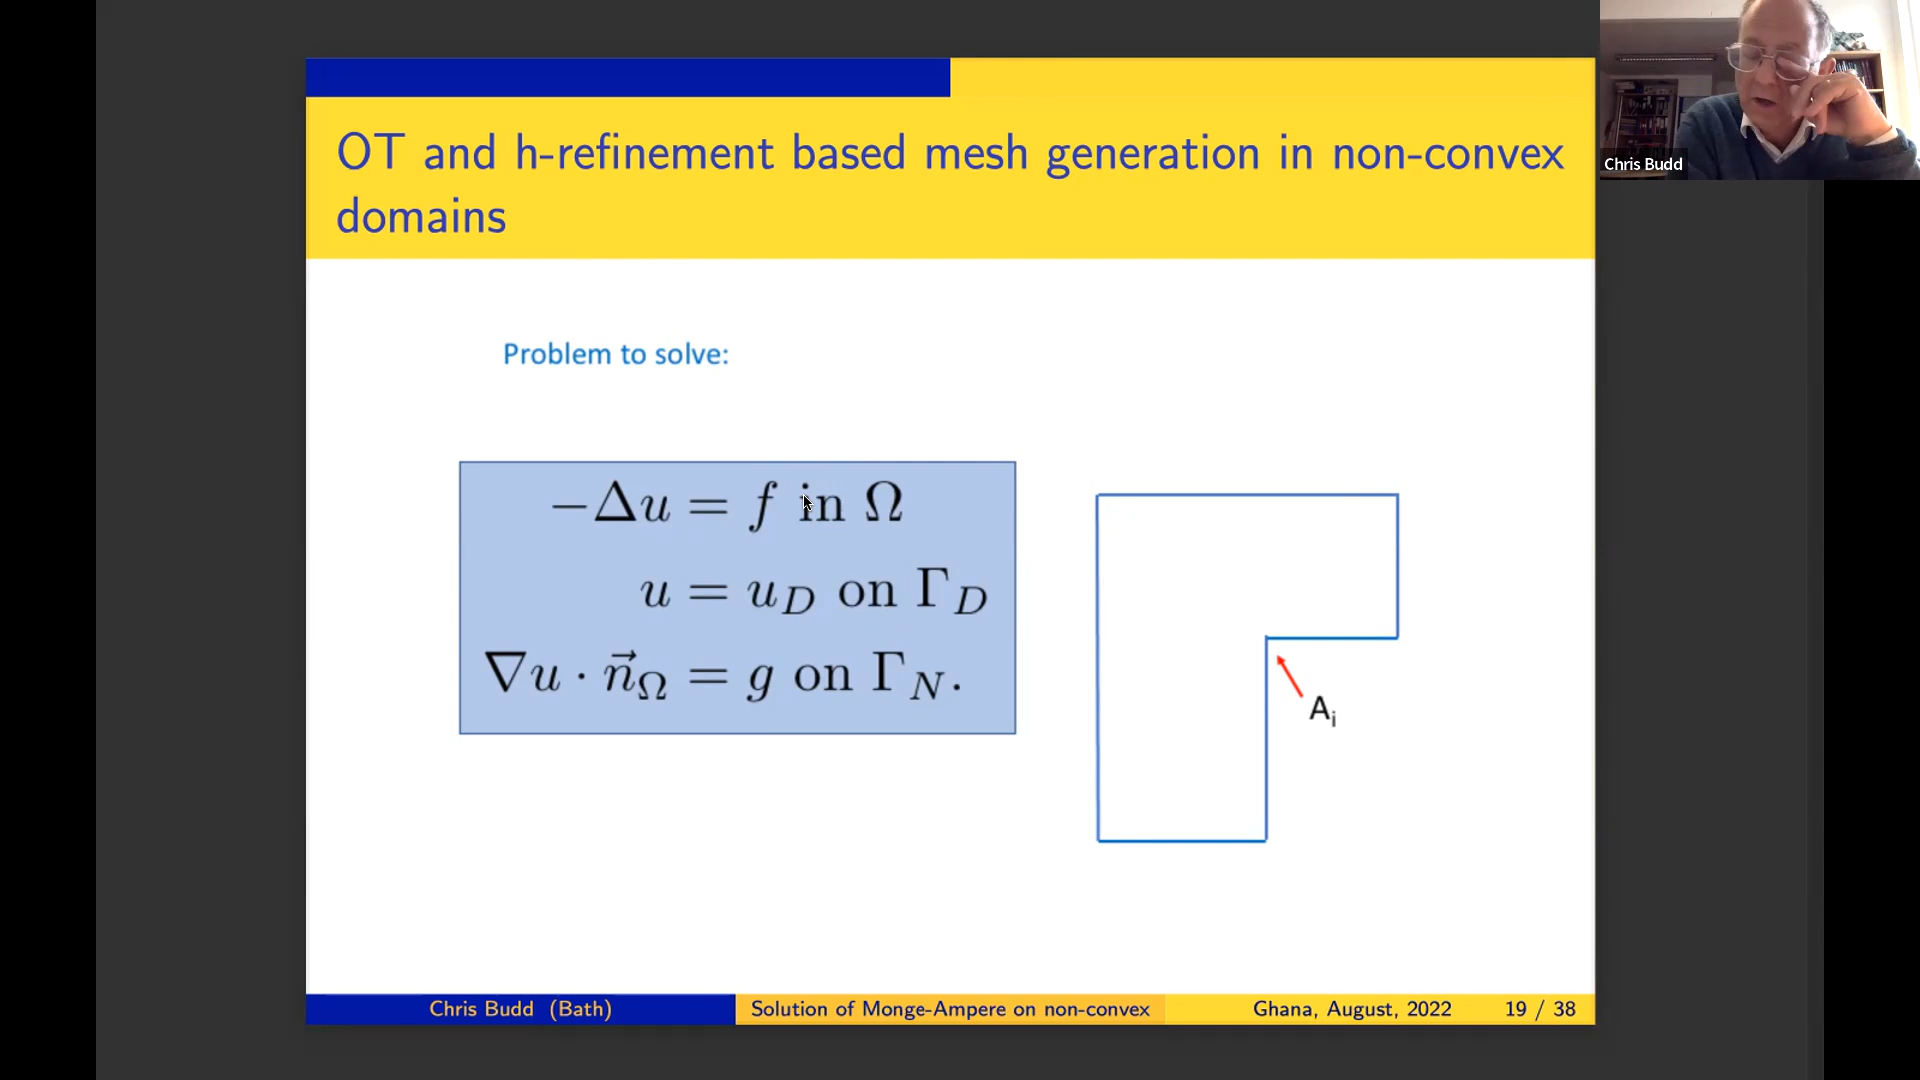 OT and h-refinement based mesh generation in non-convex
domains
Chris Budd
Problem to solve:
−Δu = f in Ω
u = u_D on Γ_D
∇u · n⃗_Ω = g on Γ_N.
A_i
Chris Budd (Bath) Solution of Monge-Ampere on non-convex Ghana, August, 2022 19 / 38